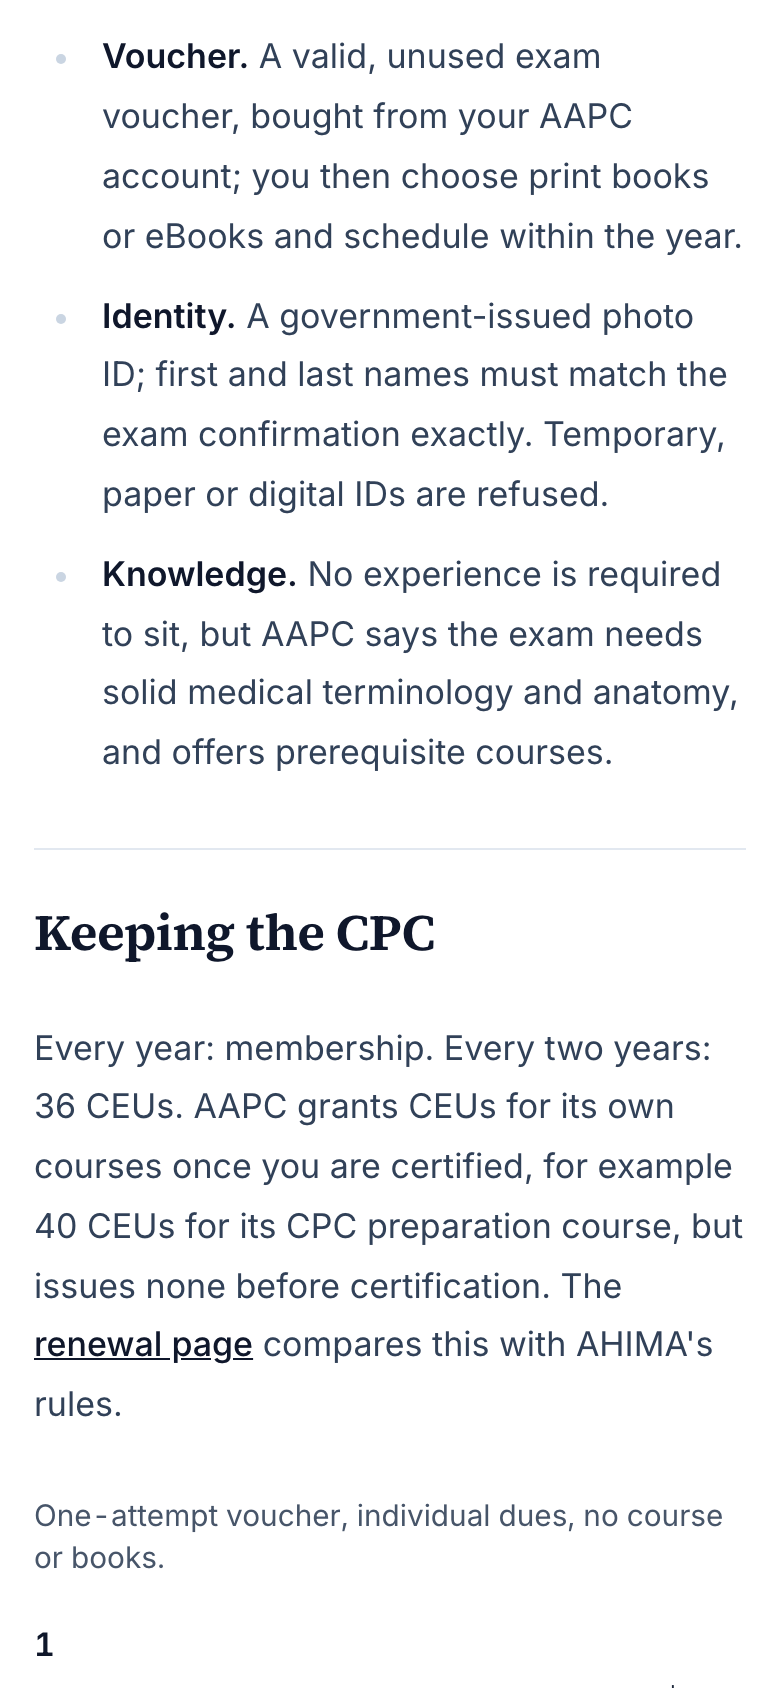 Voucher. A valid, unused exam
voucher, bought from your AAPC
account; you then choose print books
or eBooks and schedule within the year.
Identity. A government-issued photo
ID; first and last names must match the
exam confirmation exactly. Temporary,
paper or digital IDs are refused.
Knowledge. No experience is required
to sit, but AAPC says the exam needs
solid medical terminology and anatomy,
and offers prerequisite courses.
Keeping the CPC
Every year: membership. Every two years:
36 CEUs. AAPC grants CEUs for its own
courses once you are certified, for example
40 CEUs for its CPC preparation course, but
issues none before certification. The
renewal page compares this with AHIMA's
rules.
One-attempt voucher, individual dues, no course
or books.
1